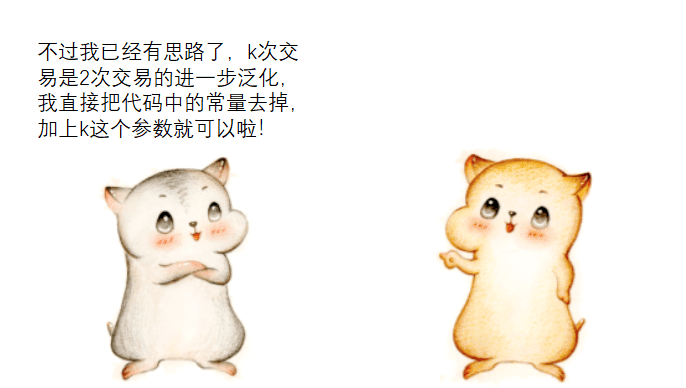 不过我已经有思路了，k次交
易是2次交易的进一步泛化，
我直接把代码中的常量去掉，
加上k这个参数就可以啦！